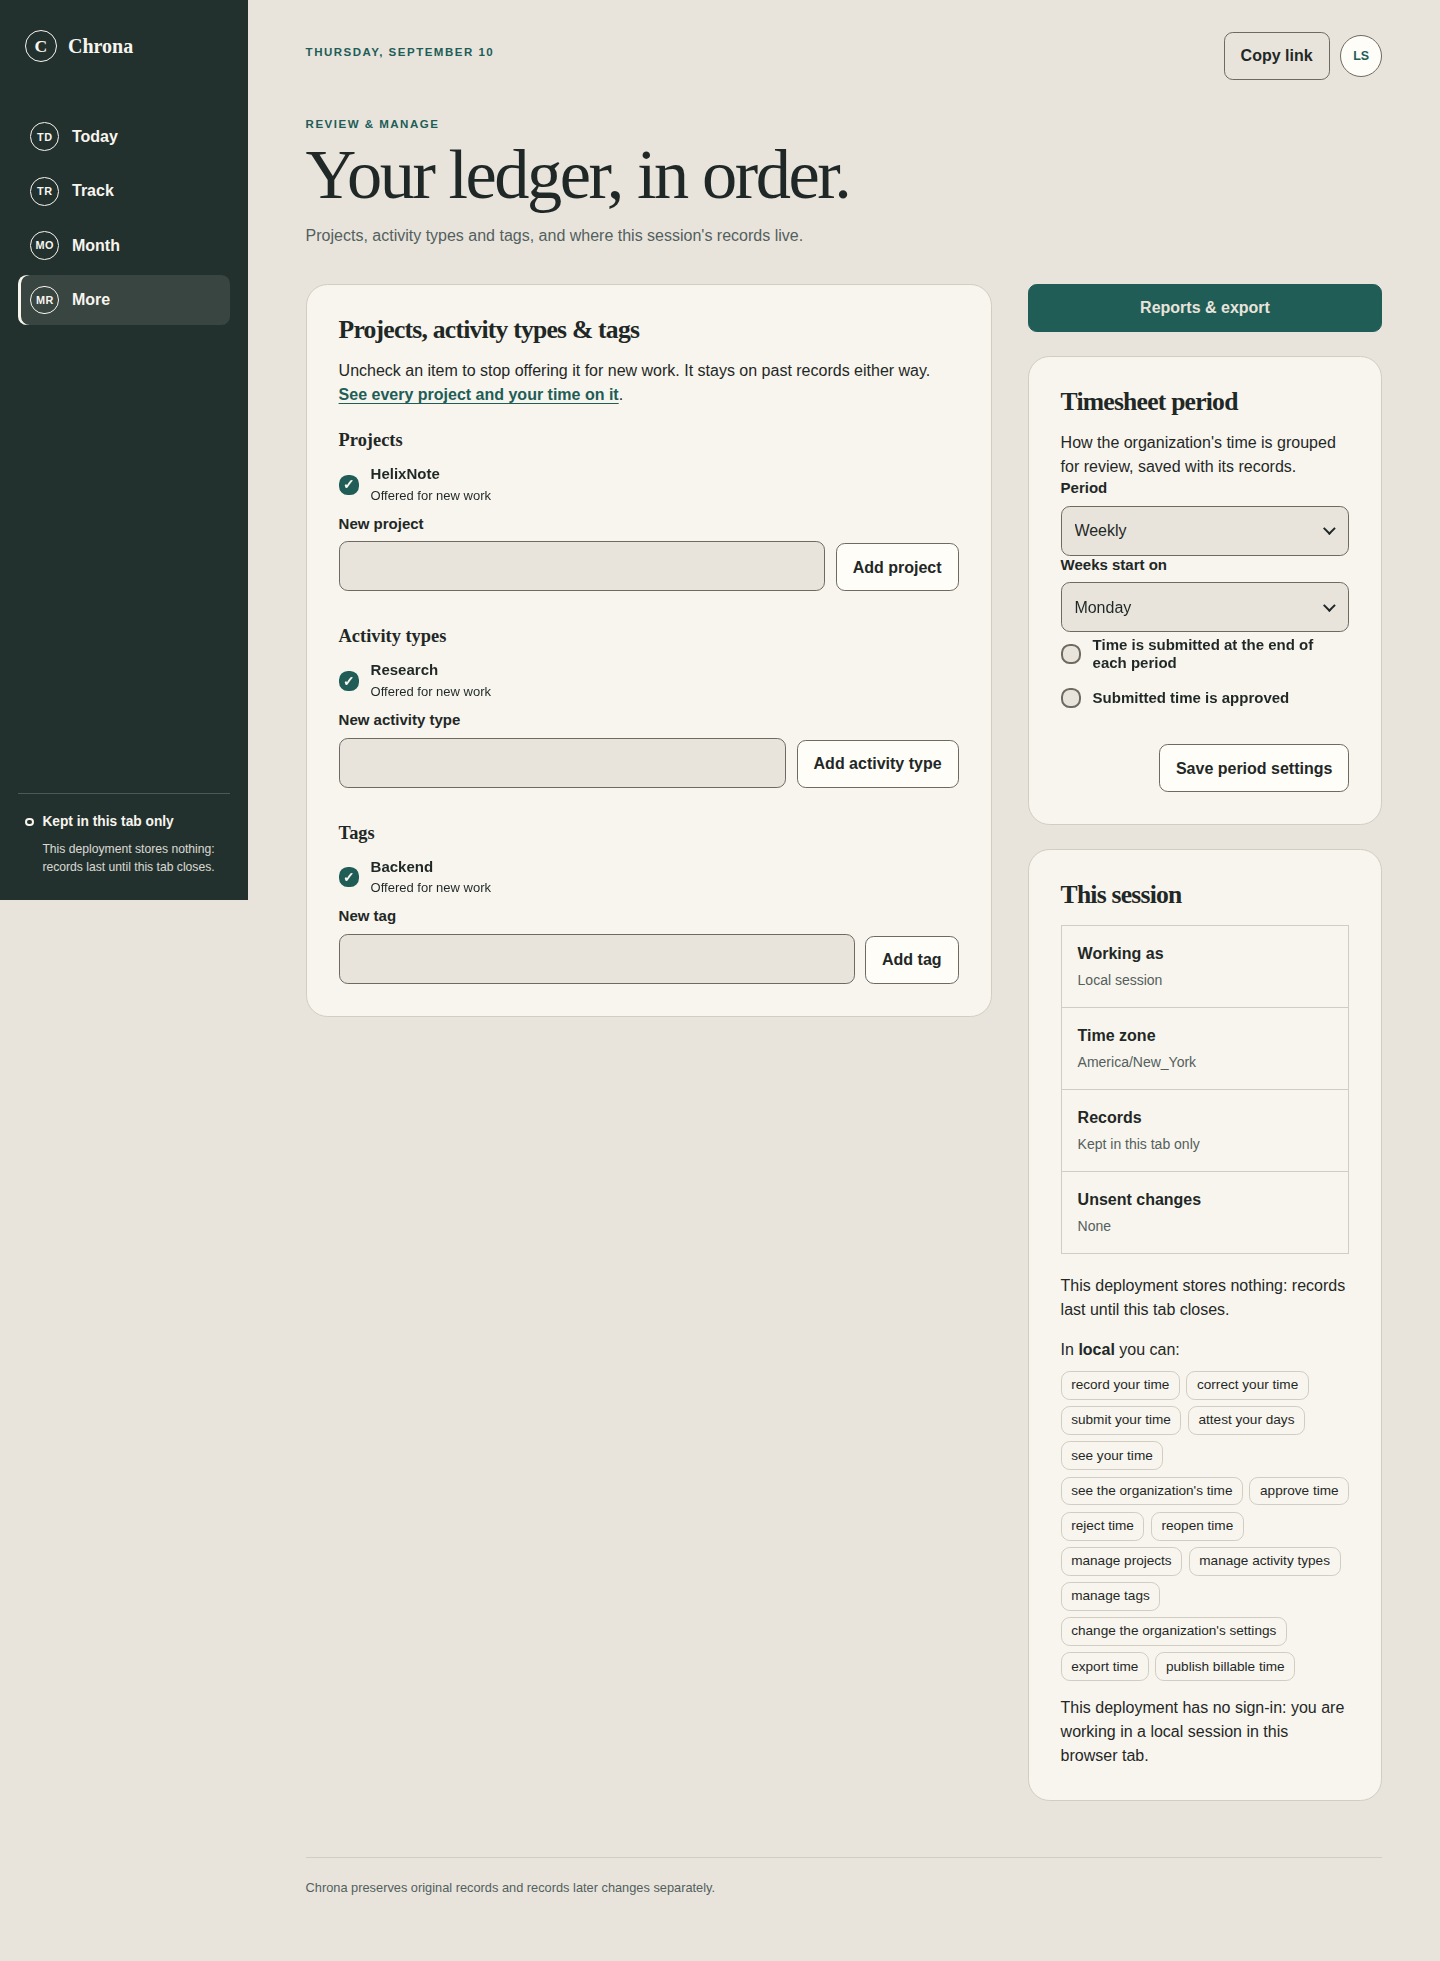 C Chrona
TD Today
TR Track
MO Month
MR More
Kept in this tab only
This deployment stores nothing:
records last until this tab closes.
THURSDAY, SEPTEMBER 10
Copy link
LS
REVIEW & MANAGE
Your ledger, in order.
Projects, activity types and tags, and where this session's records live.
Projects, activity types & tags
Uncheck an item to stop offering it for new work. It stays on past records either way.
See every project and your time on it.
Projects
HelixNote
Offered for new work
New project
Add project
Activity types
Research
Offered for new work
New activity type
Add activity type
Tags
Backend
Offered for new work
New tag
Add tag
Reports & export
Timesheet period
How the organization's time is grouped
for review, saved with its records.
Period
Weekly
Weeks start on
Monday
Time is submitted at the end of
each period
Submitted time is approved
Save period settings
This session
Working as
Local session
Time zone
America/New_York
Records
Kept in this tab only
Unsent changes
None
This deployment stores nothing: records
last until this tab closes.
In local you can:
record your time correct your time
submit your time attest your days
see your time
see the organization's time approve time
reject time reopen time
manage projects manage activity types
manage tags
change the organization's settings
export time publish billable time
This deployment has no sign-in: you are
working in a local session in this
browser tab.
Chrona preserves original records and records later changes separately.